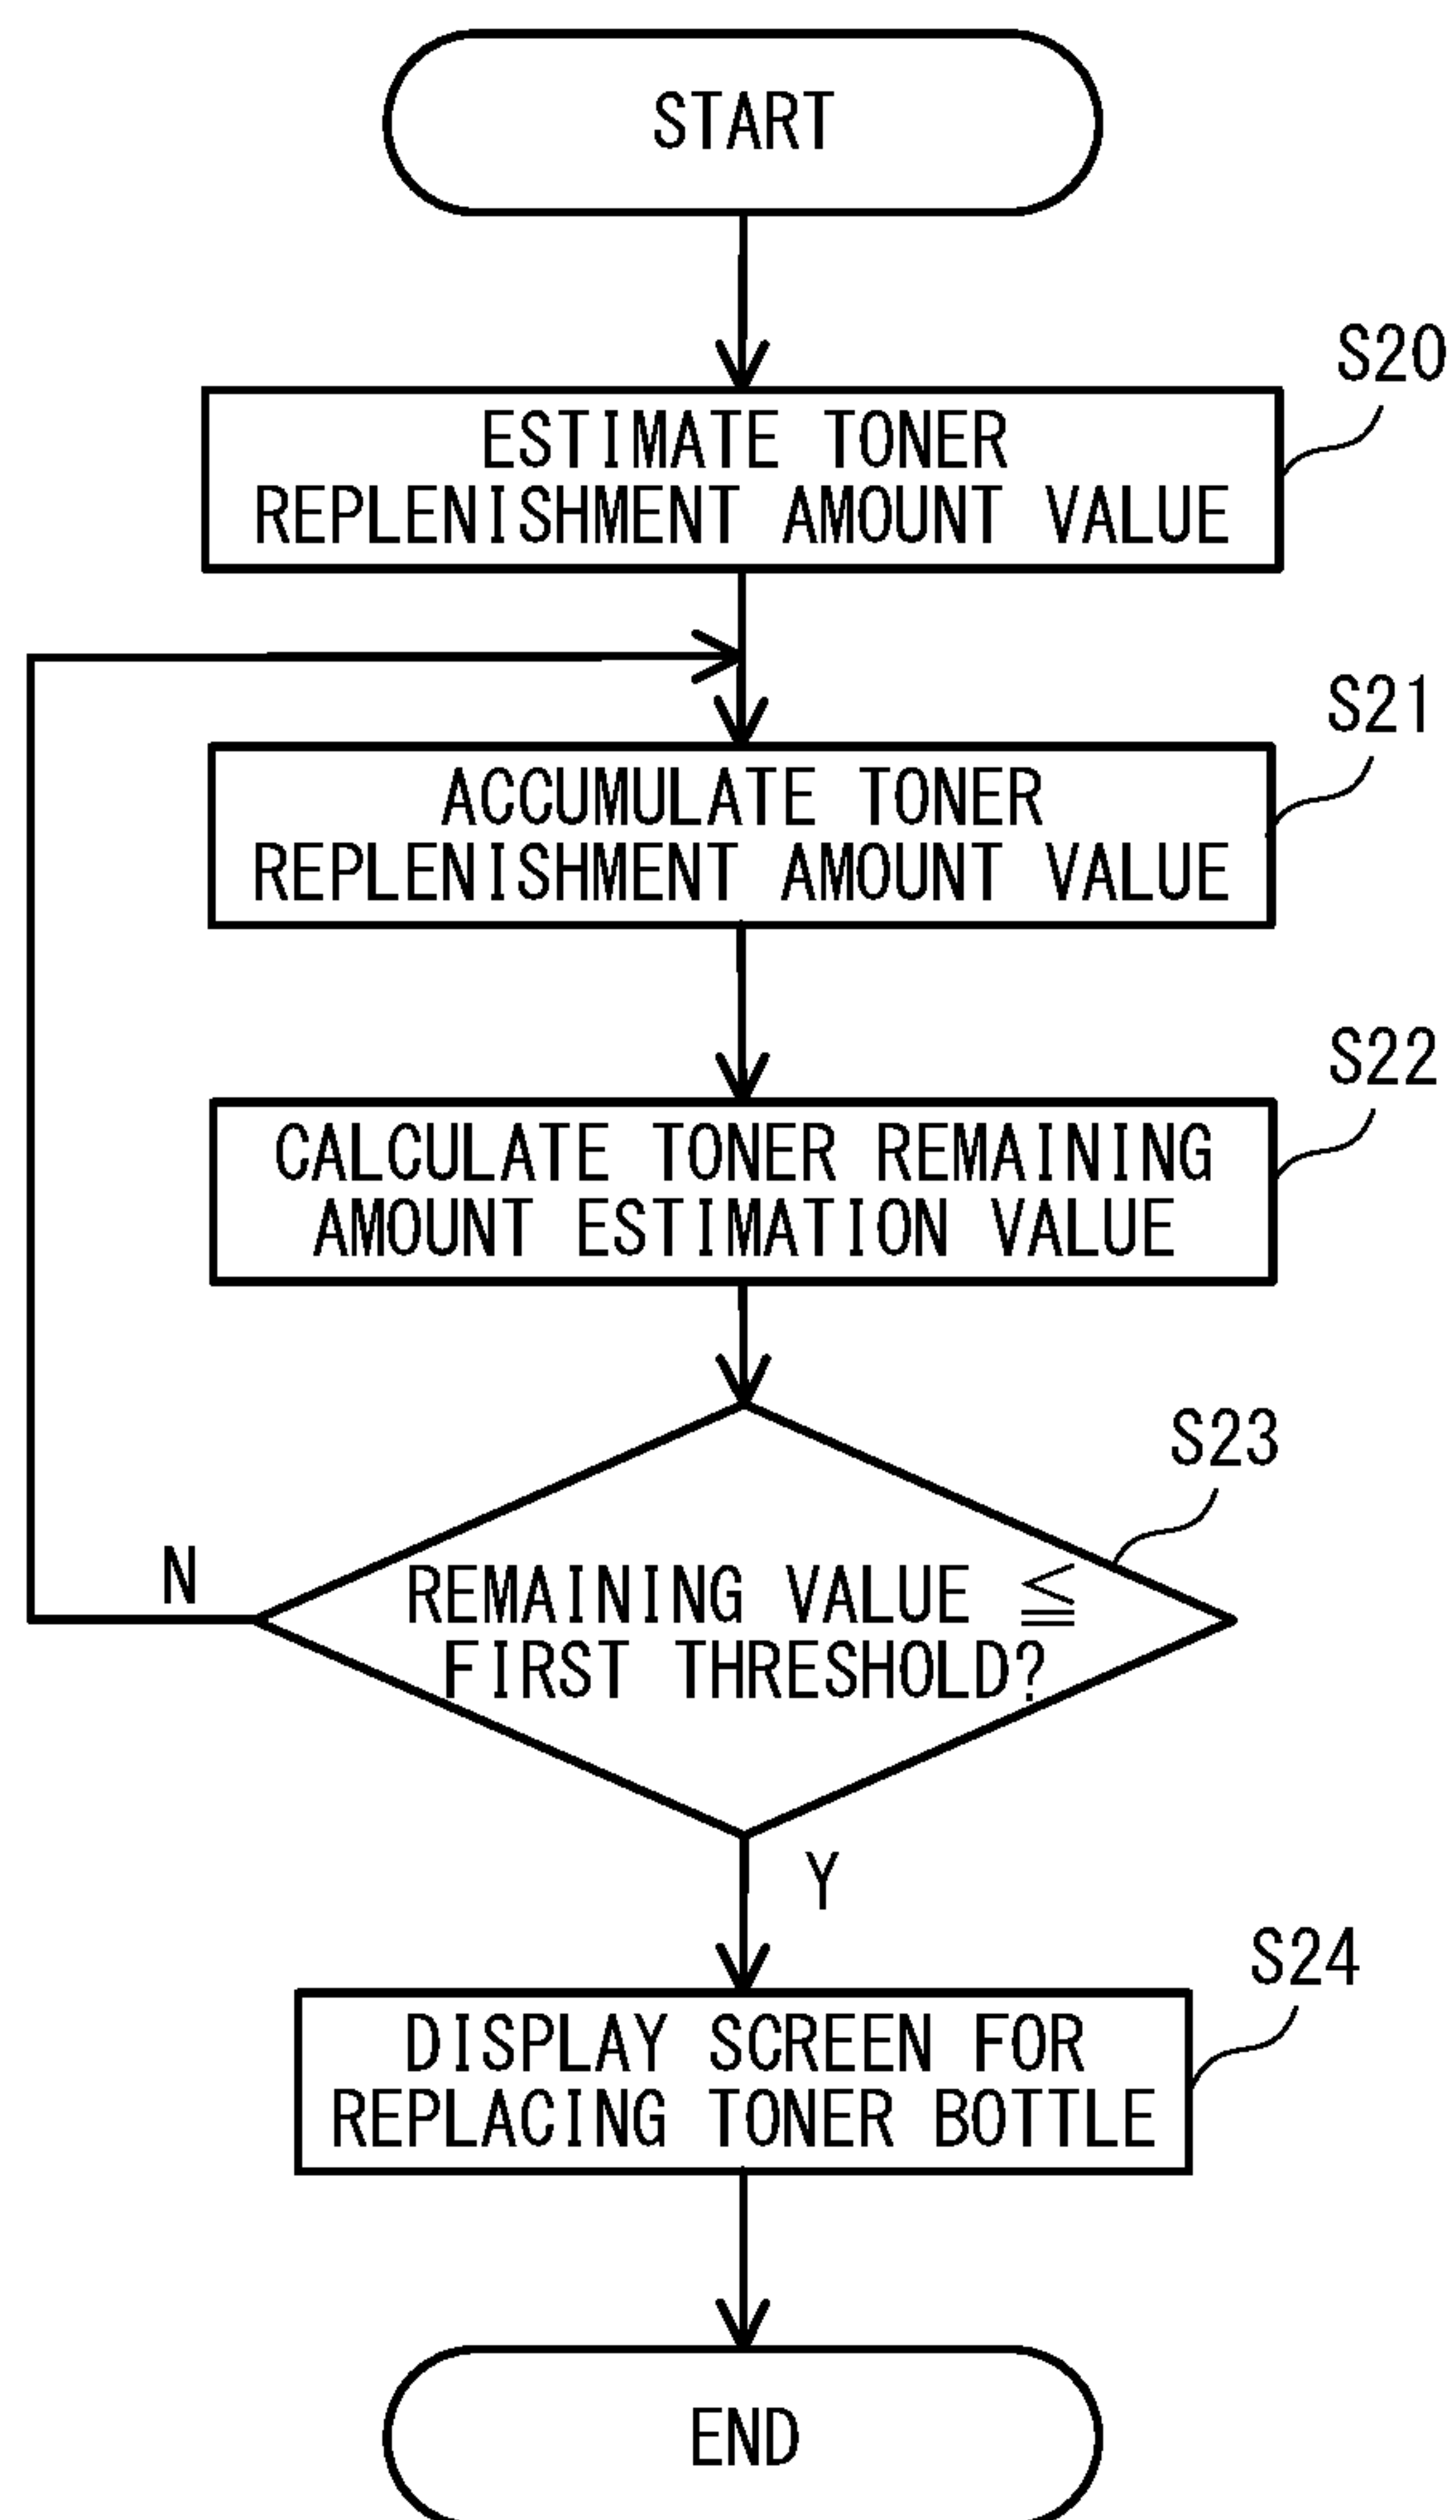 START
S20
ESTIMATE TONER
REPLENISHMENT AMOUNT VALUE
S21
ACCUMULATE TONER
REPLENISHMENT AMOUNT VALUE
S22
CALCULATE TONER REMAINING
AMOUNT ESTIMATION VALUE
S23
REMAINING VALUE ≦
FIRST THRESHOLD?
N
Y
S24
DISPLAY SCREEN FOR
REPLACING TONER BOTTLE
END